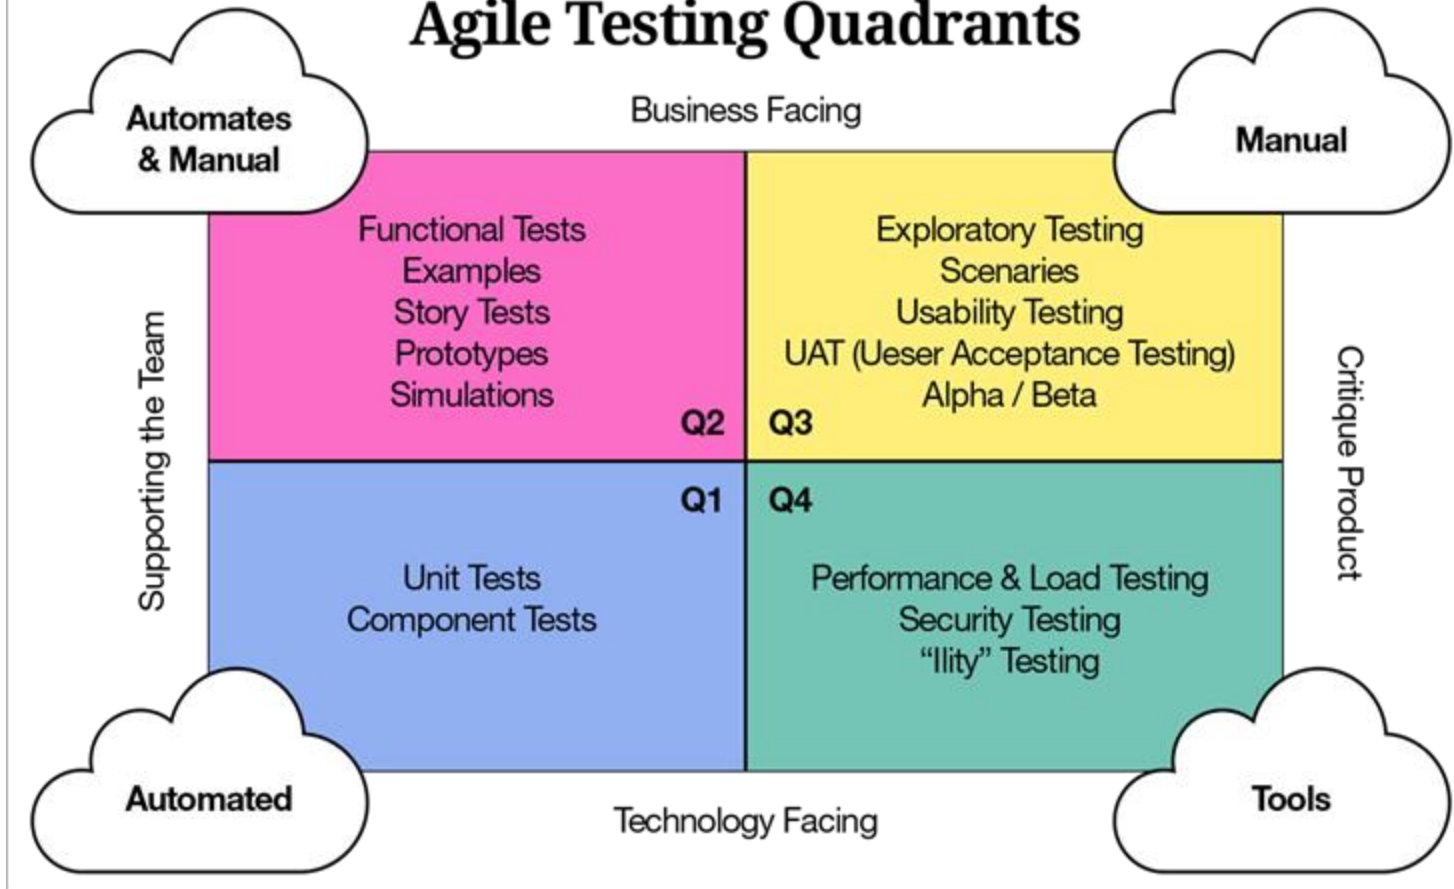 Agile Testing Quadrants
Automates
& Manual
Business Facing
Manual
Supporting the Team
Functional Tests
Examples
Story Tests
Prototypes
Simulations
Q2
Exploratory Testing
Scenaries
Usability Testing
UAT (Ueser Acceptance Testing)
Alpha / Beta
Q3
Critique Product
Q1
Unit Tests
Component Tests
Q4
Performance & Load Testing
Security Testing
“Ility” Testing
Automated
Technology Facing
Tools